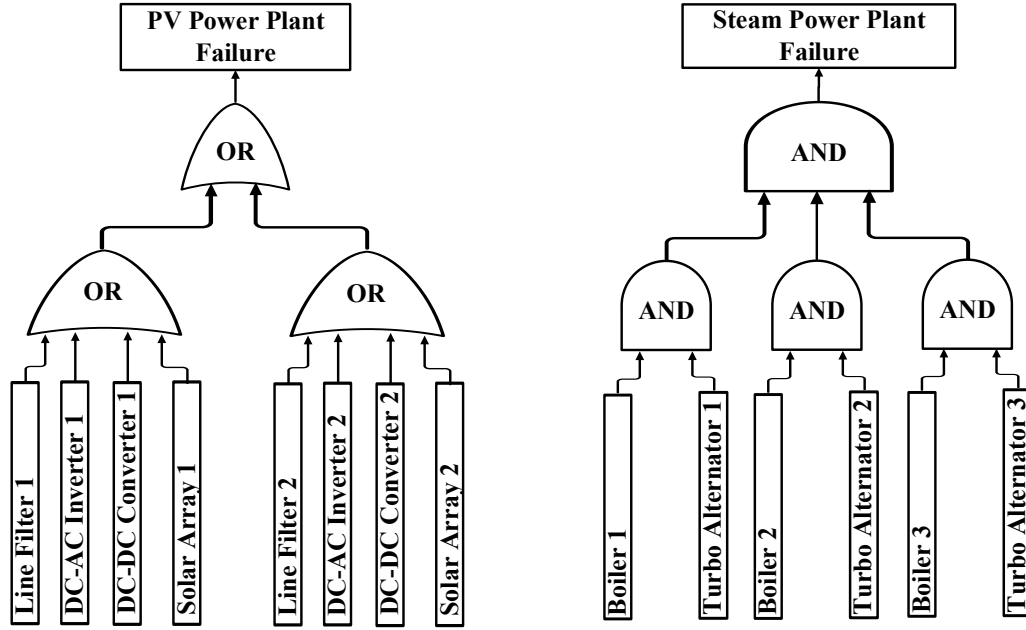 PV Power Plant
Failure
OR
OR
OR
Line Filter 1
DC-AC Inverter 1
DC-DC Converter 1
Solar Array 1
Line Filter 2
DC-AC Inverter 2
DC-DC Converter 2
Solar Array 2
Steam Power Plant
Failure
AND
AND
AND
AND
Boiler 1
Turbo Alternator 1
Boiler 2
Turbo Alternator 2
Boiler 3
Turbo Alternator 3